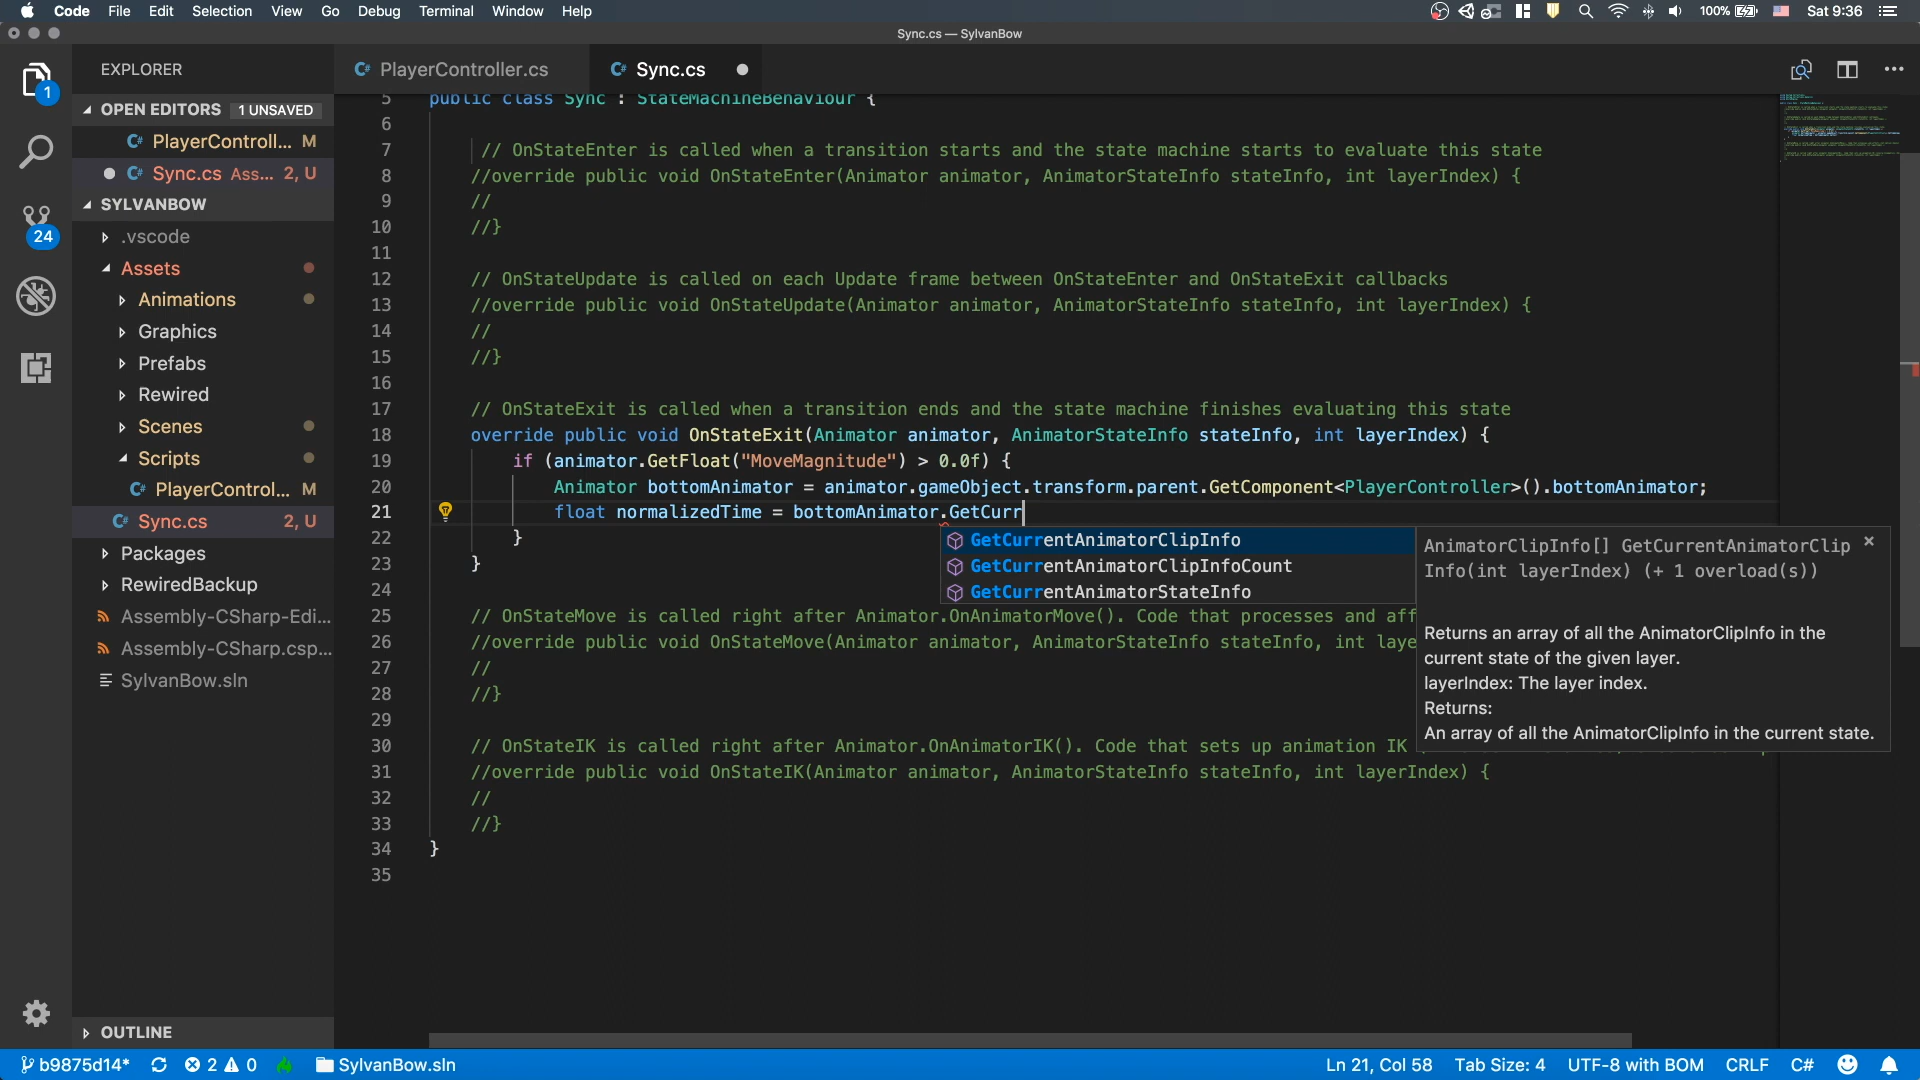 Code File Edit Selection View Go Debug Terminal Window Help 100% Sat 9:36
Sync.cs — SylvanBow
EXPLORER
OPEN EDITORS 1 UNSAVED
C# PlayerControll... M
C# Sync.cs Ass... 2, U
SYLVANBOW
.vscode
Assets
Animations
Graphics
Prefabs
Rewired
Scenes
Scripts
C# PlayerControl... M
C# Sync.cs 2, U
Packages
RewiredBackup
Assembly-CSharp-Edi...
Assembly-CSharp.csp...
SylvanBow.sln
OUTLINE
1
24
C# PlayerController.cs C# Sync.cs
5 public class Sync : StateMachineBehaviour {
6
7 // OnStateEnter is called when a transition starts and the state machine starts to evaluate this state
8 //override public void OnStateEnter(Animator animator, AnimatorStateInfo stateInfo, int layerIndex) {
9 //
10 //}
11
12 // OnStateUpdate is called on each Update frame between OnStateEnter and OnStateExit callbacks
13 //override public void OnStateUpdate(Animator animator, AnimatorStateInfo stateInfo, int layerIndex) {
14 //
15 //}
16
17 // OnStateExit is called when a transition ends and the state machine finishes evaluating this state
18 override public void OnStateExit(Animator animator, AnimatorStateInfo stateInfo, int layerIndex) {
19 if (animator.GetFloat("MoveMagnitude") > 0.0f) {
20 Animator bottomAnimator = animator.gameObject.transform.parent.GetComponent<PlayerController>().bottomAnimator;
21 float normalizedTime = bottomAnimator.GetCurr
22 }
23 }
24
25 // OnStateMove is called right after Animator.OnAnimatorMove(). Code that processes and aff
26 //override public void OnStateMove(Animator animator, AnimatorStateInfo stateInfo, int laye
27 //
28 //}
29
30 // OnStateIK is called right after Animator.OnAnimatorIK(). Code that sets up animation IK
31 //override public void OnStateIK(Animator animator, AnimatorStateInfo stateInfo, int layerIndex) {
32 //
33 //}
34 }
35
GetCurrentAnimatorClipInfo
GetCurrentAnimatorClipInfoCount
GetCurrentAnimatorStateInfo
AnimatorClipInfo[] GetCurrentAnimatorClip
Info(int layerIndex) (+ 1 overload(s))
Returns an array of all the AnimatorClipInfo in the
current state of the given layer.
layerIndex: The layer index.
Returns:
An array of all the AnimatorClipInfo in the current state.
b9875d14* 2 0 SylvanBow.sln Ln 21, Col 58 Tab Size: 4 UTF-8 with BOM CRLF C#